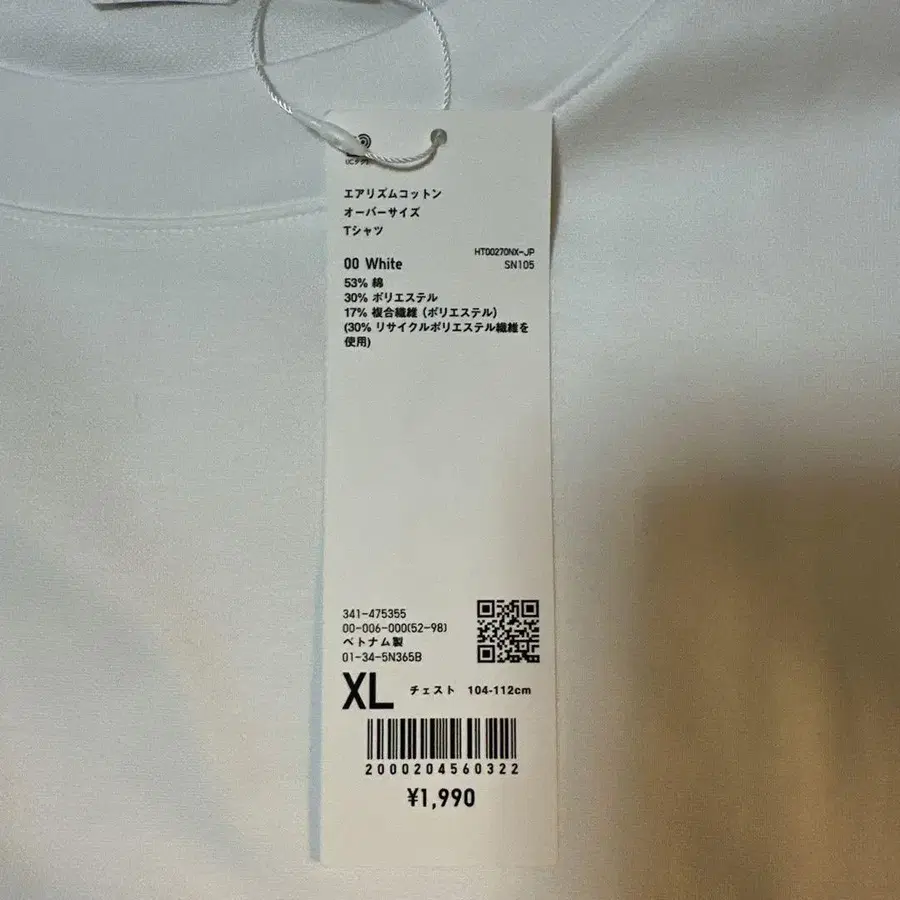 (ICタグ)
エアリズムコットン
オーバーサイズ
Tシャツ
HT00270NX-JP
00 White SN105
53% 綿
30% ポリエステル
17% 複合繊維 (ポリエステル)
(30% リサイクルポリエステル繊維を
使用)
341-475355
00-006-000(52-98)
ベトナム製
01-34-5N365B
XL チェスト 104-112cm
2000204560322
¥1,990